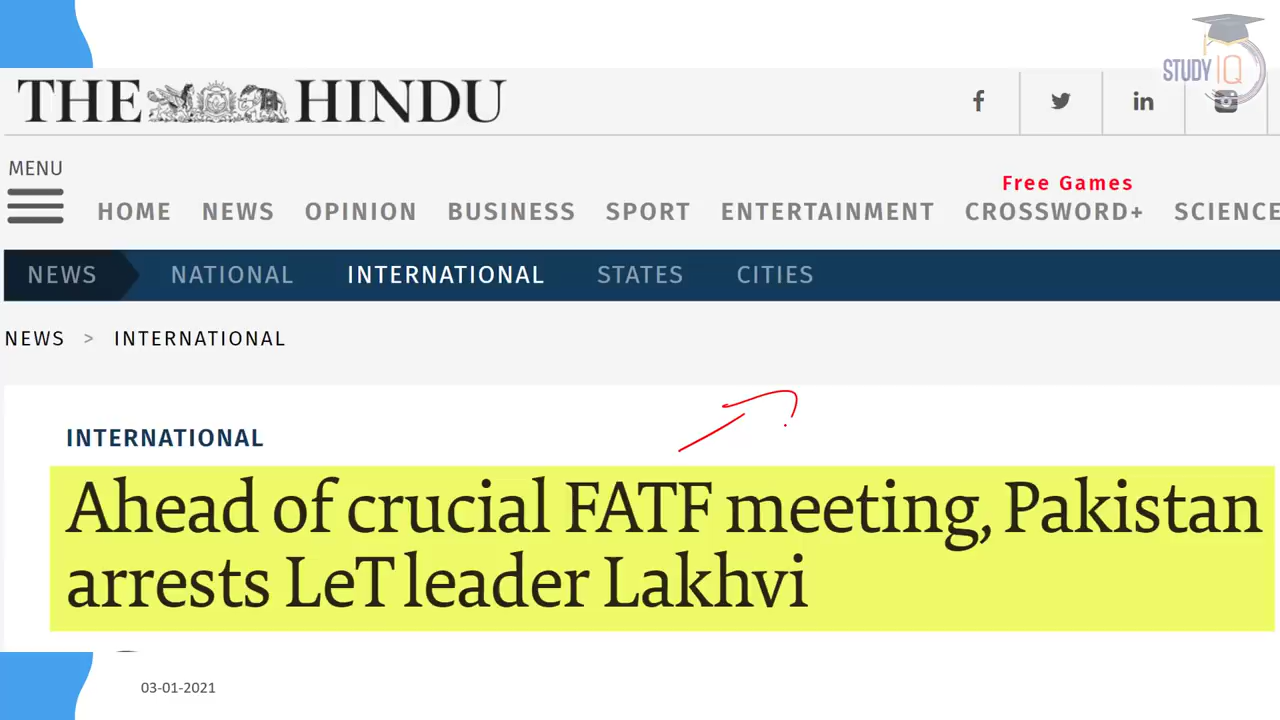 STUDY IQ
THE HINDU
MENU
Free Games
HOME NEWS OPINION BUSINESS SPORT ENTERTAINMENT CROSSWORD+ SCIENCE
NEWS NATIONAL INTERNATIONAL STATES CITIES
NEWS > INTERNATIONAL
INTERNATIONAL
Ahead of crucial FATF meeting, Pakistan
arrests LeT leader Lakhvi
03-01-2021